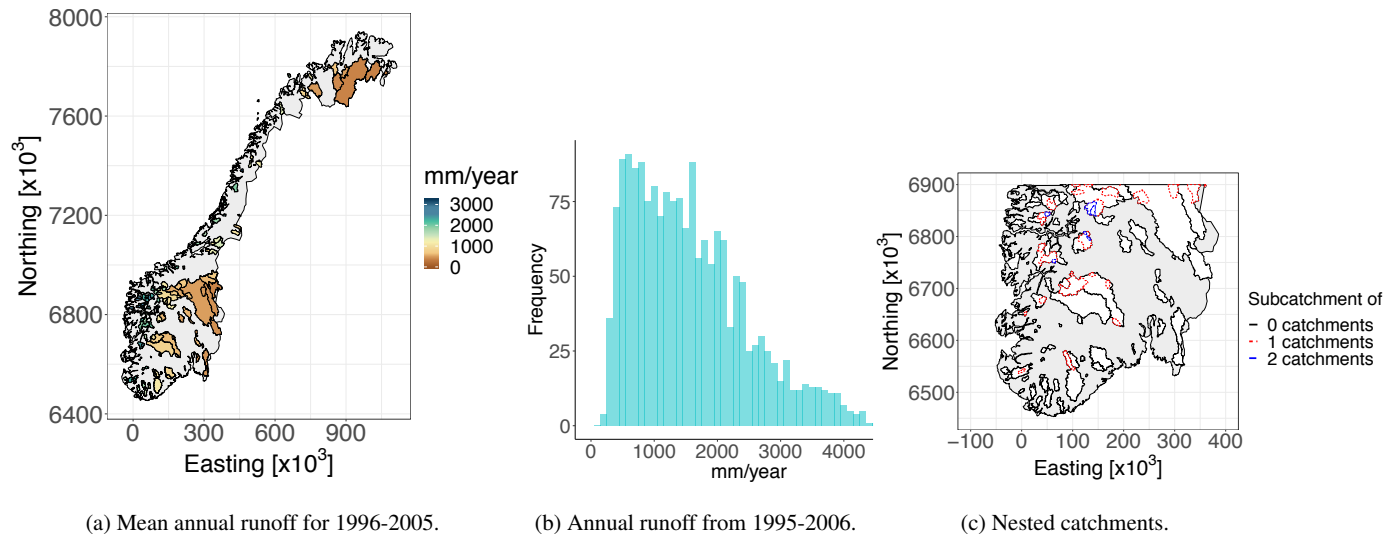 8000
7600
7200
6800
6400
Northing [x10³]
0 300 600 900
Easting [x10³]
mm/year
3000
2000
1000
0
(a) Mean annual runoff for 1996-2005.
75
50
25
0
Frequency
0 1000 2000 3000 4000
mm/year
(b) Annual runoff from 1995-2006.
6900
6800
6700
6600
6500
Northing [x10³]
−100 0 100 200 300 400
Easting [x10³]
Subcatchment of
0 catchments
1 catchments
2 catchments
(c) Nested catchments.